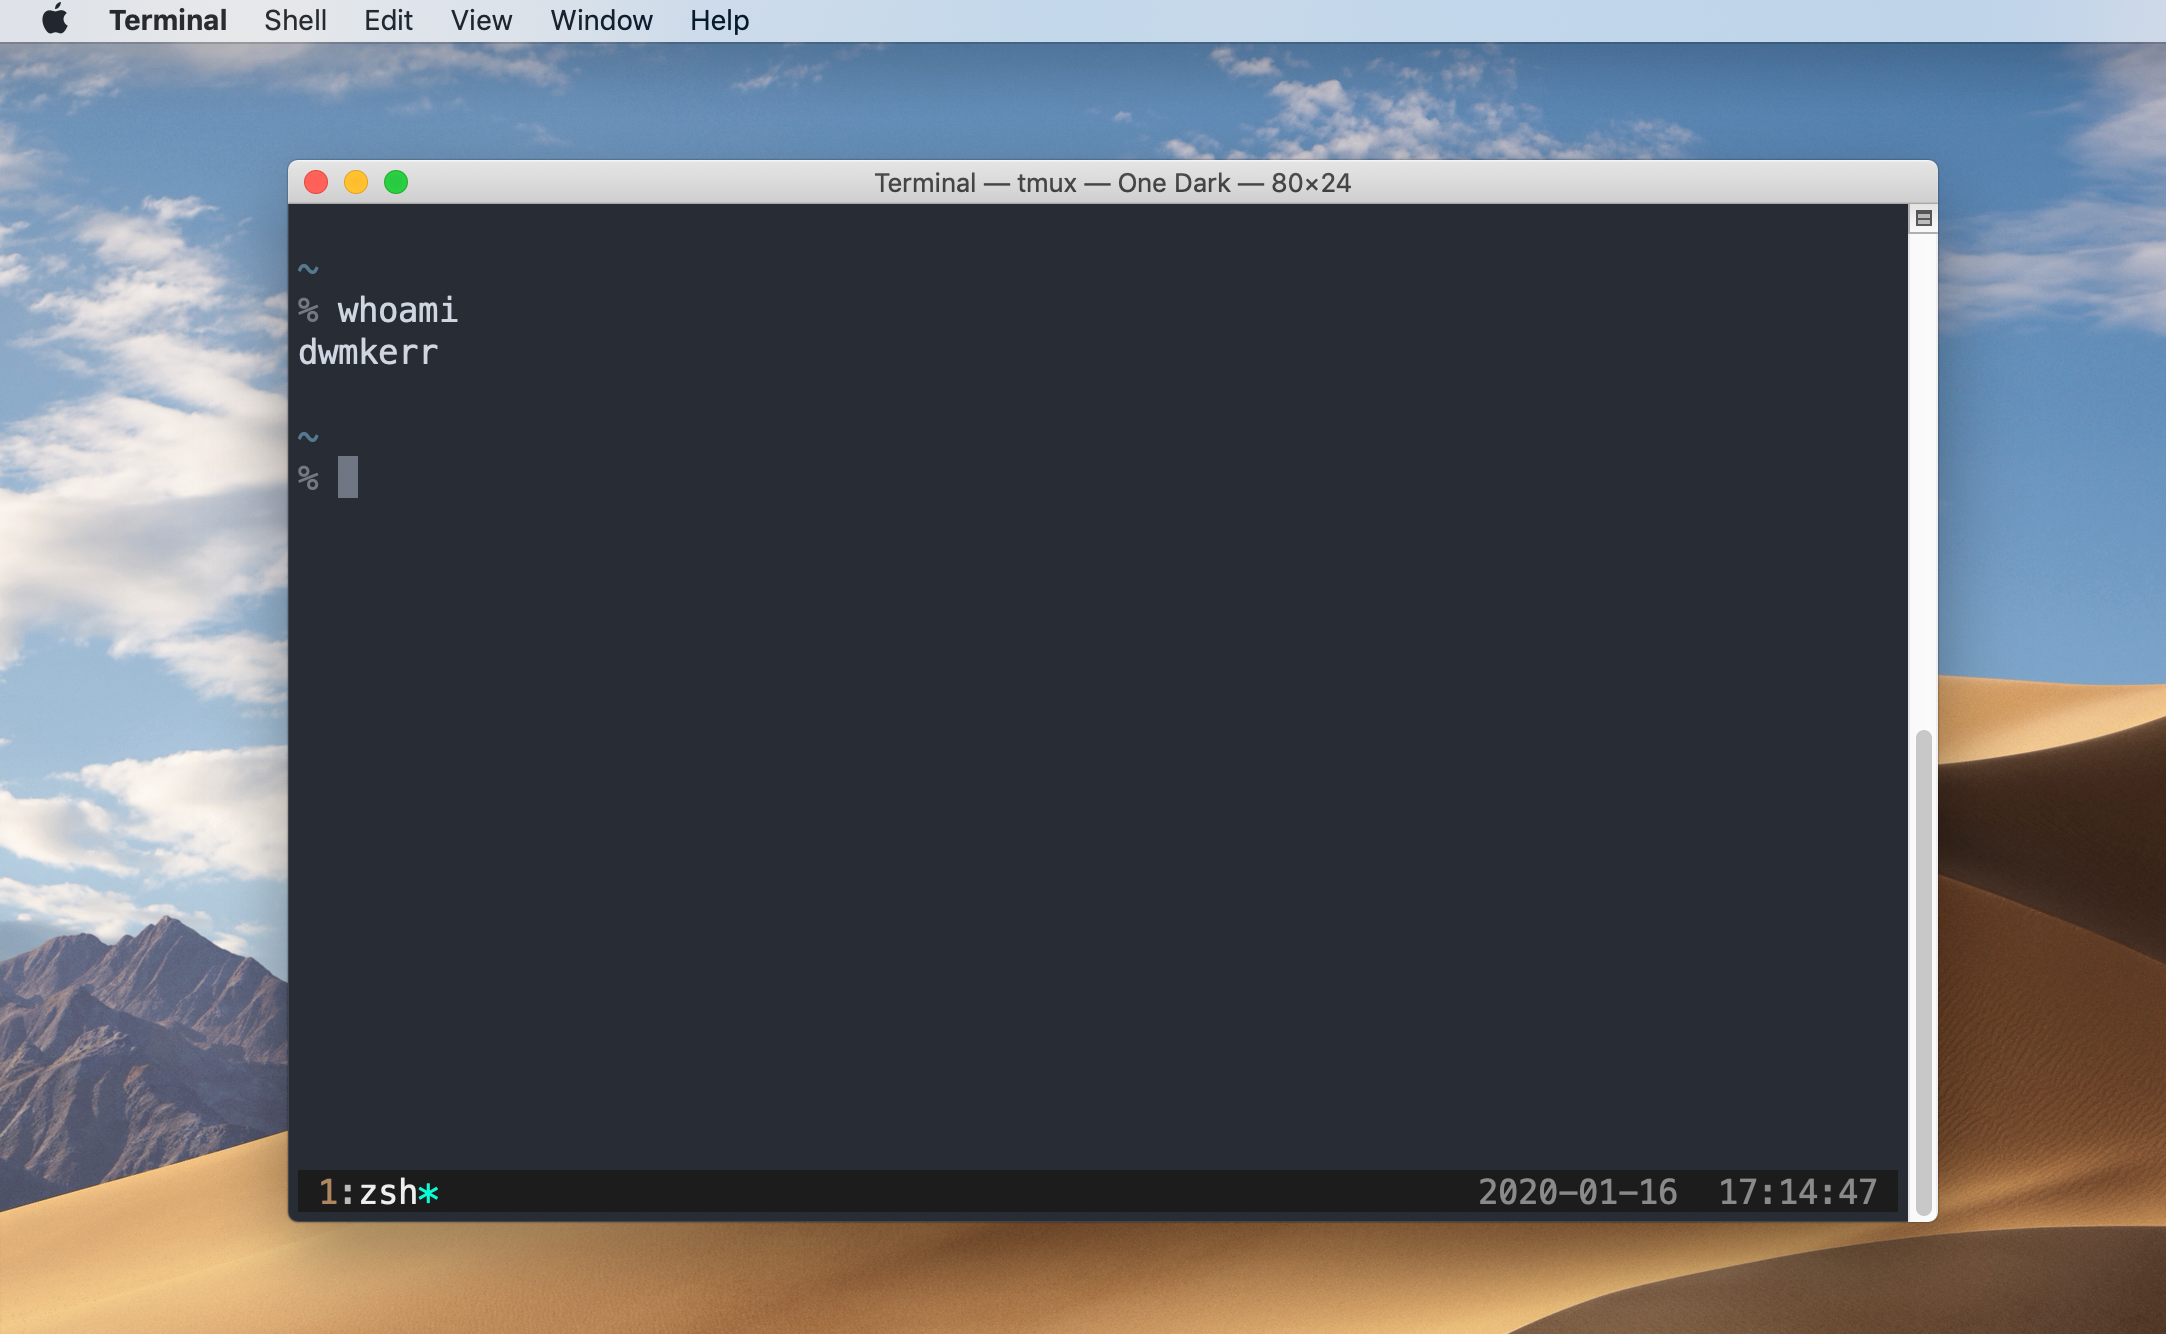 Terminal Shell Edit View Window Help
Terminal — tmux — One Dark — 80×24
~
% whoami
dwmkerr
~
%
1:zsh* 2020-01-16 17:14:47